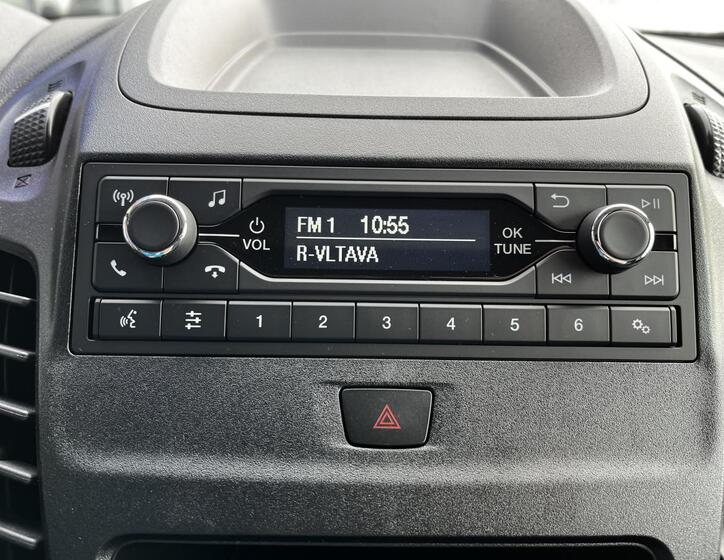 FM 1 10:55
R-VLTAVA
VOL
OK
TUNE
1 2 3 4 5 6